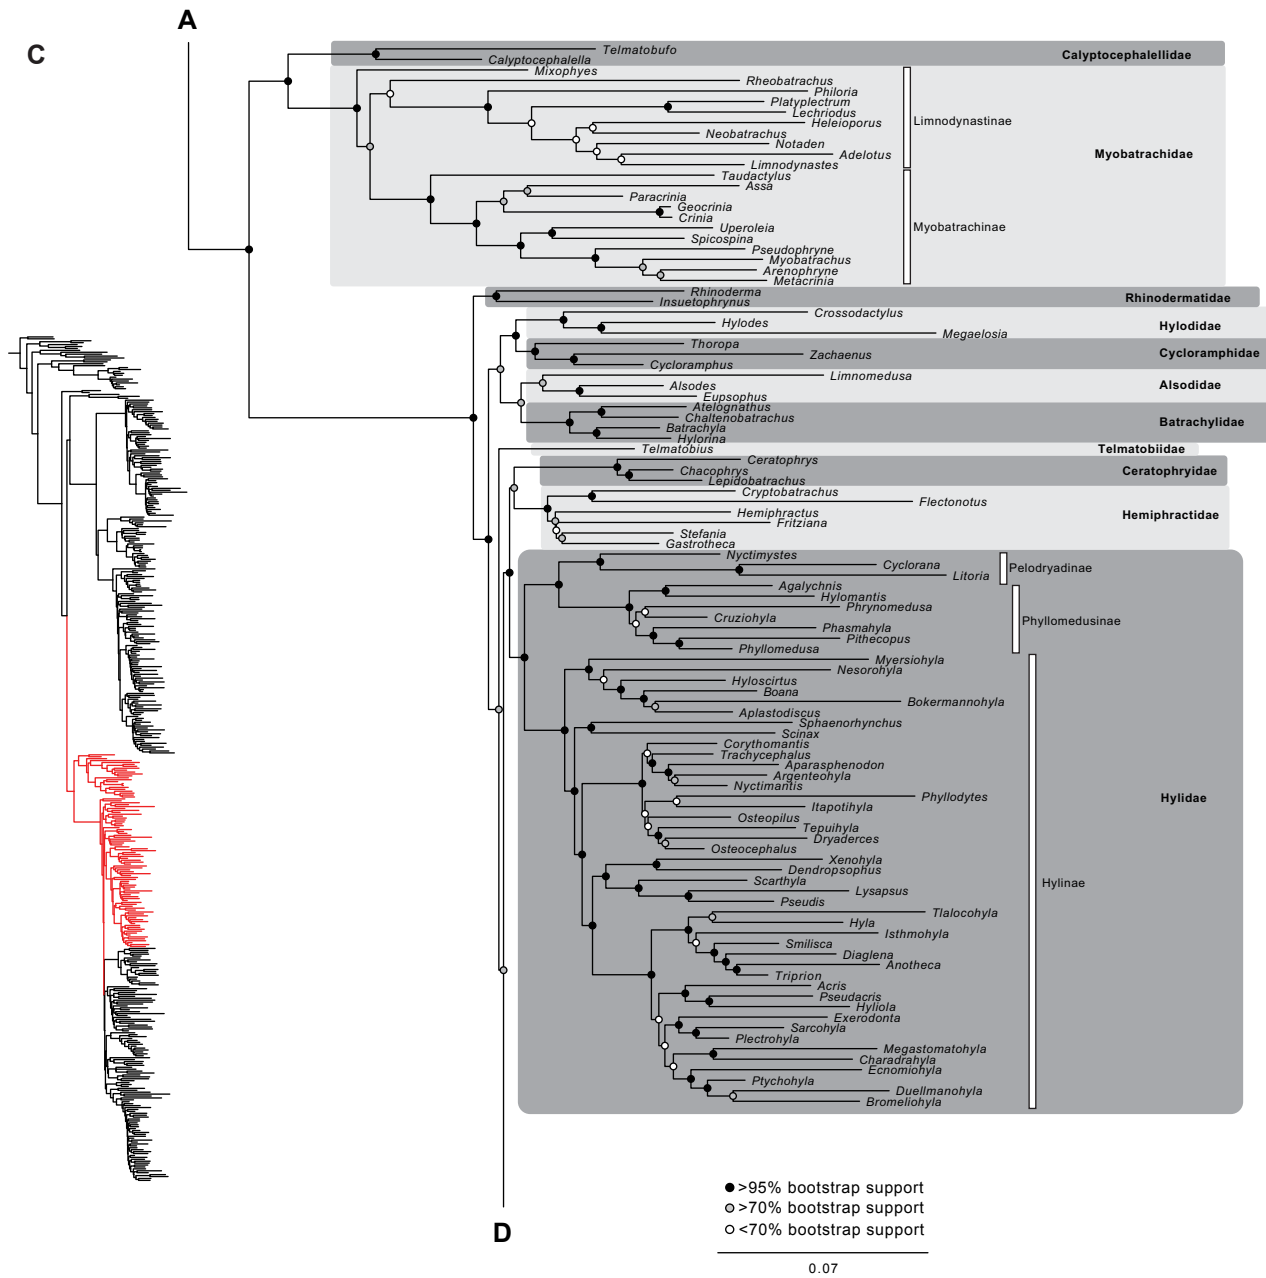 A
C
Telmatobufo
Calyptocephalella
Calyptocephalellidae
Mixophyes
Rheobatrachus
Philoria
Platyplectrum
Lechriodus
Heleioporus
Limnodynastinae
Neobatrachus
Notaden
Adelotus
Myobatrachidae
Limnodynastes
Taudactylus
Assa
Paracrinia
Geocrinia
Crinia
Uperoleia
Myobatrachinae
Spicospina
Pseudophryne
Myobatrachus
Arenophryne
Metacrinia
Rhinoderma
Insuetophrynus
Rhinodermatidae
Crossodactylus
Hylodes
Hylodidae
Megaelosia
Thoropa
Zachaenus
Cycloramphidae
Cycloramphus
Limnomedusa
Alsodes
Alsodidae
Eupsophus
Atelognathus
Chaltenobatrachus
Batrachylidae
Batrachyla
Hylorina
Telmatobius
Telmatobiidae
Ceratophrys
Chacophrys
Ceratophryidae
Lepidobatrachus
Cryptobatrachus
Flectonotus
Hemiphractus
Hemiphractidae
Fritziana
Stefania
Gastrotheca
Nyctimystes
Cyclorana
Pelodryadinae
Litoria
Agalychnis
Hylomantis
Phrynomedusa
Cruziohyla
Phyllomedusinae
Phasmahyla
Pithecopus
Phyllomedusa
Myersiohyla
Nesorohyla
Hyloscirtus
Boana
Bokermannohyla
Aplastodiscus
Sphaenorhynchus
Scinax
Corythomantis
Trachycephalus
Aparasphenodon
Argenteohyla
Nyctimantis
Phyllodytes
Hylidae
Itapotihyla
Osteopilus
Tepuihyla
Dryaderces
Osteocephalus
Xenohyla
Dendropsophus
Scarthyla
Hylinae
Lysapsus
Pseudis
Tlalocohyla
Hyla
Isthmohyla
Smilisca
Diaglena
Anotheca
Triprion
Acris
Pseudacris
Hyliola
Exerodonta
Sarcohyla
Plectrohyla
Megastomatohyla
Charadrahyla
Ecnomiohyla
Ptychohyla
Duellmanohyla
Bromeliohyla
>95% bootstrap support
>70% bootstrap support
<70% bootstrap support
D
0.07